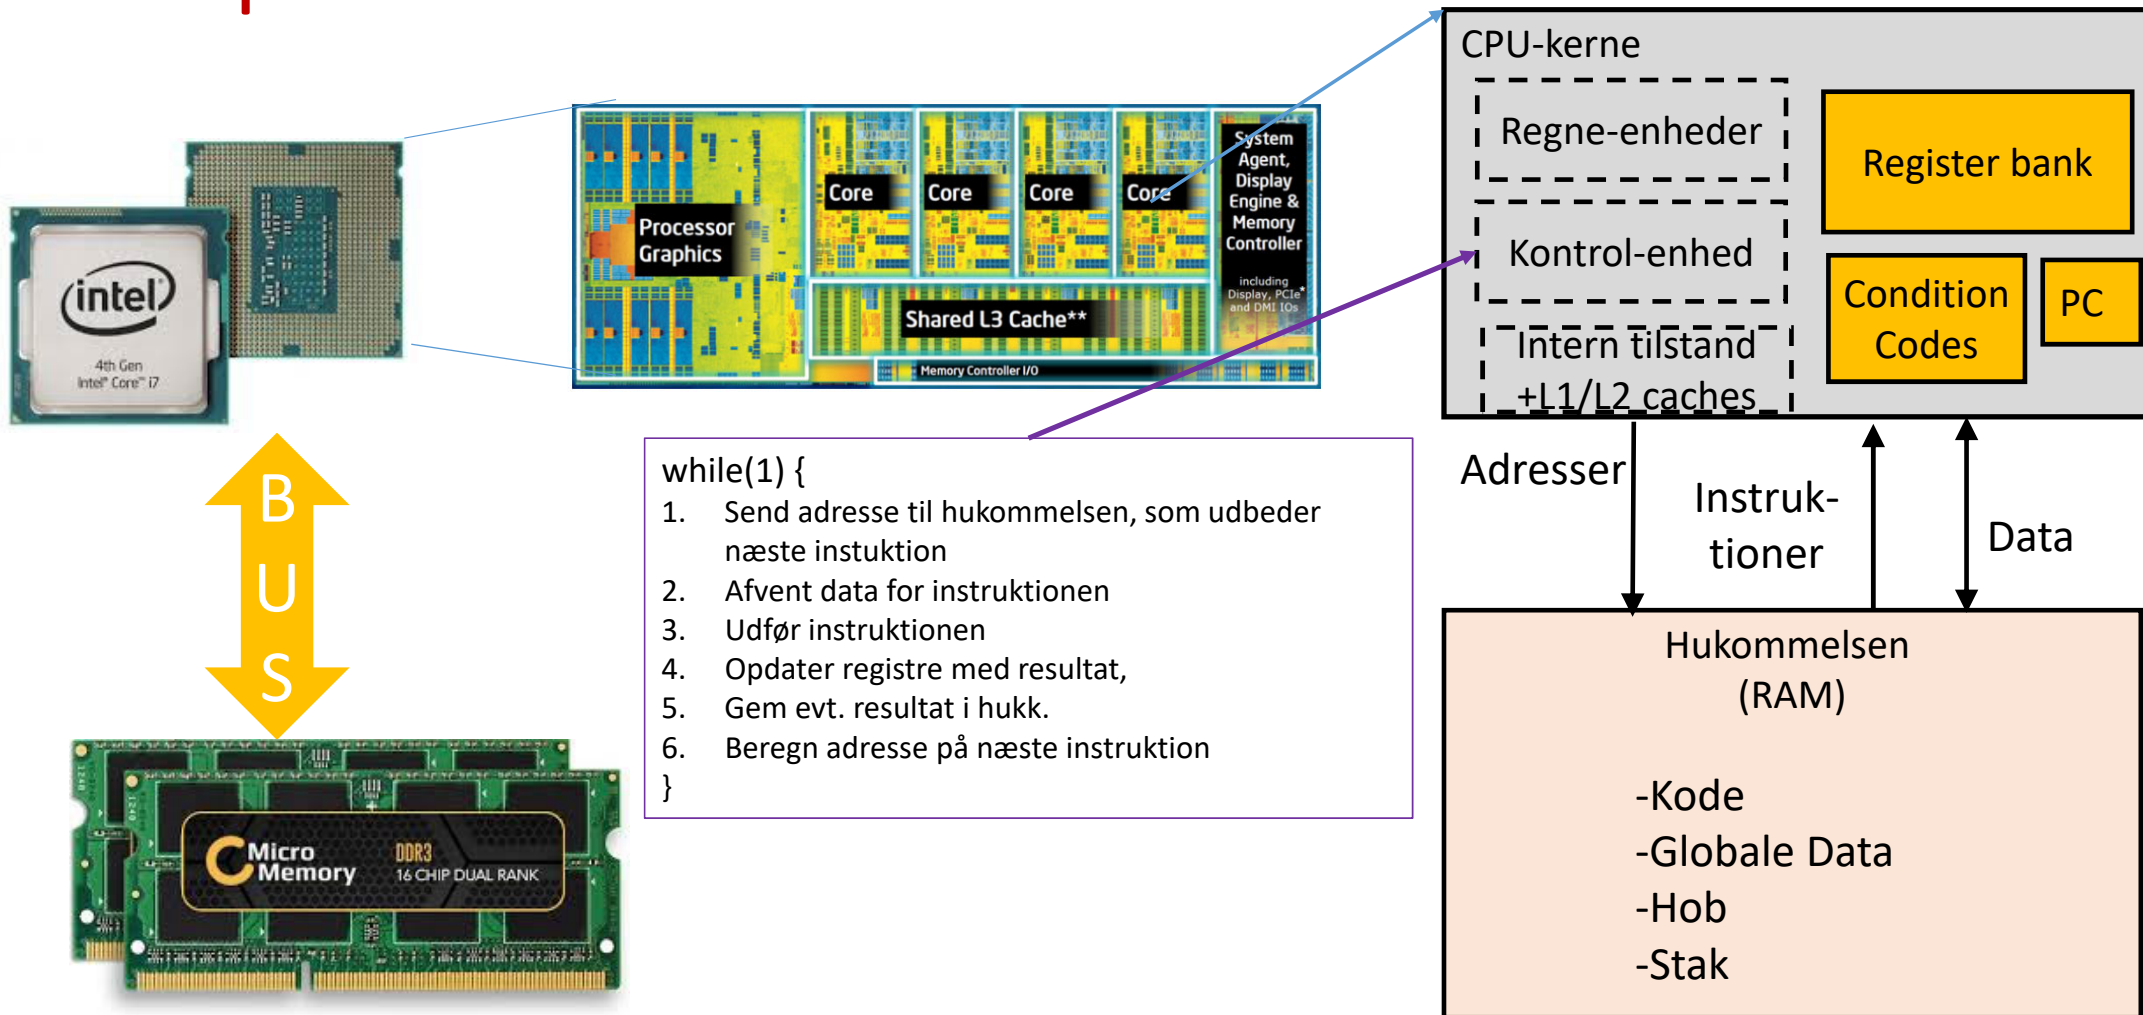 intel
4th Gen
Intel® Core™ i7
Processor
Graphics
Core
Core
Core
Core
System
Agent,
Display
Engine &
Memory
Controller
including
Display, PCIe*
and DMI IOs
Shared L3 Cache**
Memory Controller I/O
CPU-kerne
Regne-enheder
Kontrol-enhed
Intern tilstand
+L1/L2 caches
Register bank
Condition
Codes
PC
B
U
S
while(1) {
1. Send adresse til hukommelsen, som udbeder
næste instuktion
2. Afvent data for instruktionen
3. Udfør instruktionen
4. Opdater registre med resultat,
5. Gem evt. resultat i hukk.
6. Beregn adresse på næste instruktion
}
Adresser
Instruk-
tioner
Data
Micro
Memory
DDR3
16 CHIP DUAL RANK
Hukommelsen
(RAM)
-Kode
-Globale Data
-Hob
-Stak